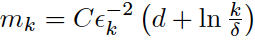 $m_k = C\epsilon_k^{-2}\left(d + \ln \frac{k}{\delta}\right)$